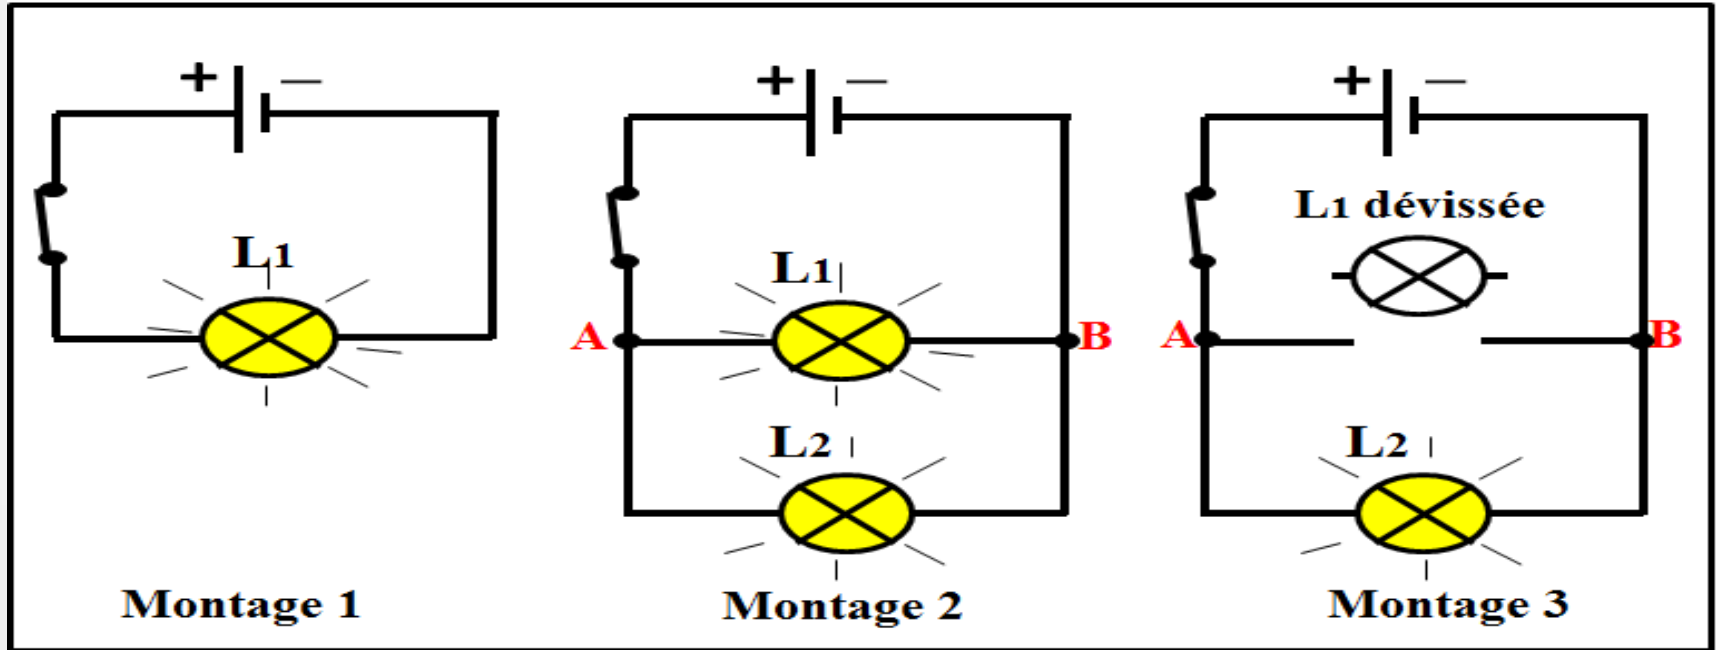 + —
L1
Montage 1
+ —
L1
A B
L2
Montage 2
+ —
L1 dévissée
A B
L2
Montage 3